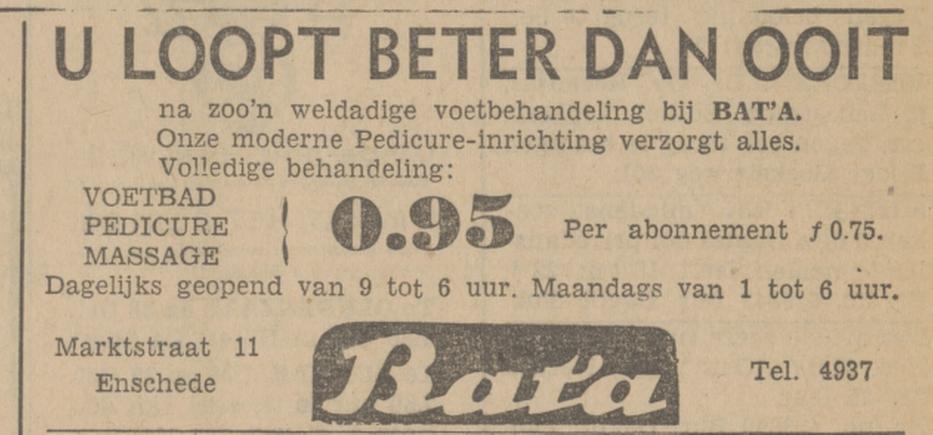 U LOOPT BETER DAN OOIT
na zoo'n weldadige voetbehandeling bij BAT'A.
Onze moderne Pedicure-inrichting verzorgt alles.
Volledige behandeling:
VOETBAD
PEDICURE
MASSAGE
0.95
Per abonnement f 0.75.
Dagelijks geopend van 9 tot 6 uur. Maandags van 1 tot 6 uur.
Marktstraat 11
Enschede
Bat'a
Tel. 4937